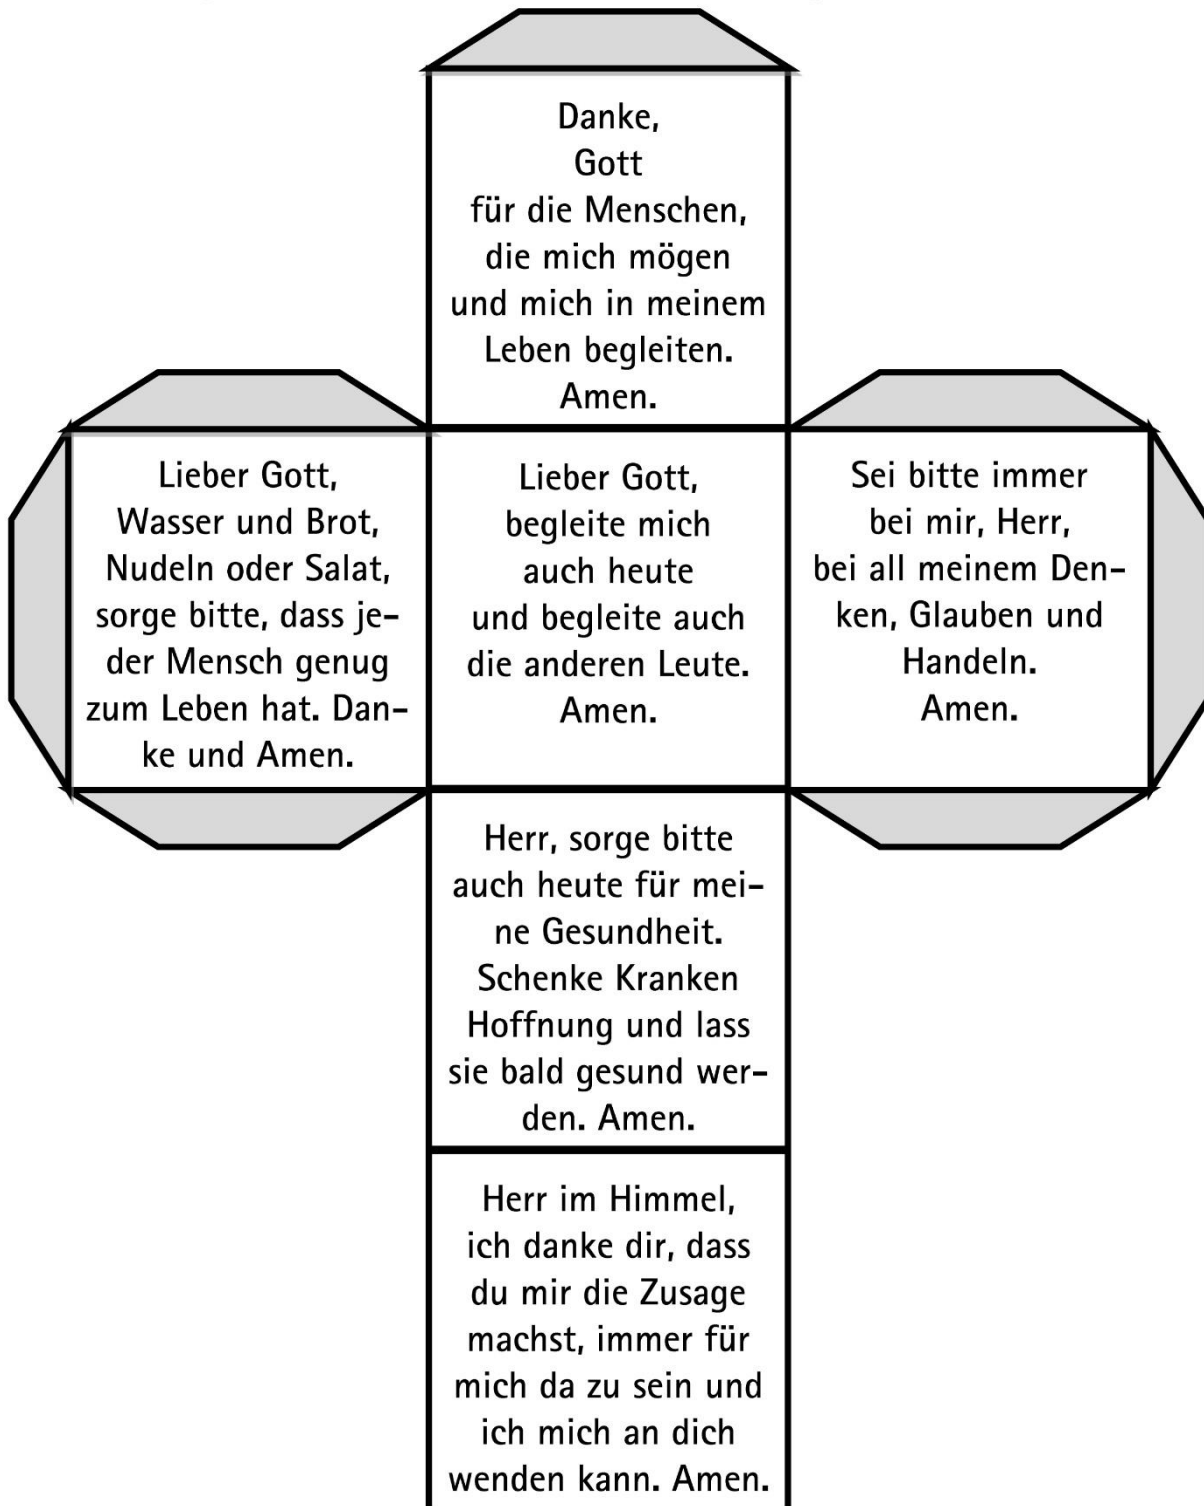 Danke,
Gott
für die Menschen,
die mich mögen
und mich in meinem
Leben begleiten.
Amen.
Lieber Gott,
Wasser und Brot,
Nudeln oder Salat,
sorge bitte, dass je-
der Mensch genug
zum Leben hat. Dan-
ke und Amen.
Lieber Gott,
begleite mich
auch heute
und begleite auch
die anderen Leute.
Amen.
Sei bitte immer
bei mir, Herr,
bei all meinem Den-
ken, Glauben und
Handeln.
Amen.
Herr, sorge bitte
auch heute für mei-
ne Gesundheit.
Schenke Kranken
Hoffnung und lass
sie bald gesund wer-
den. Amen.
Herr im Himmel,
ich danke dir, dass
du mir die Zusage
machst, immer für
mich da zu sein und
ich mich an dich
wenden kann. Amen.